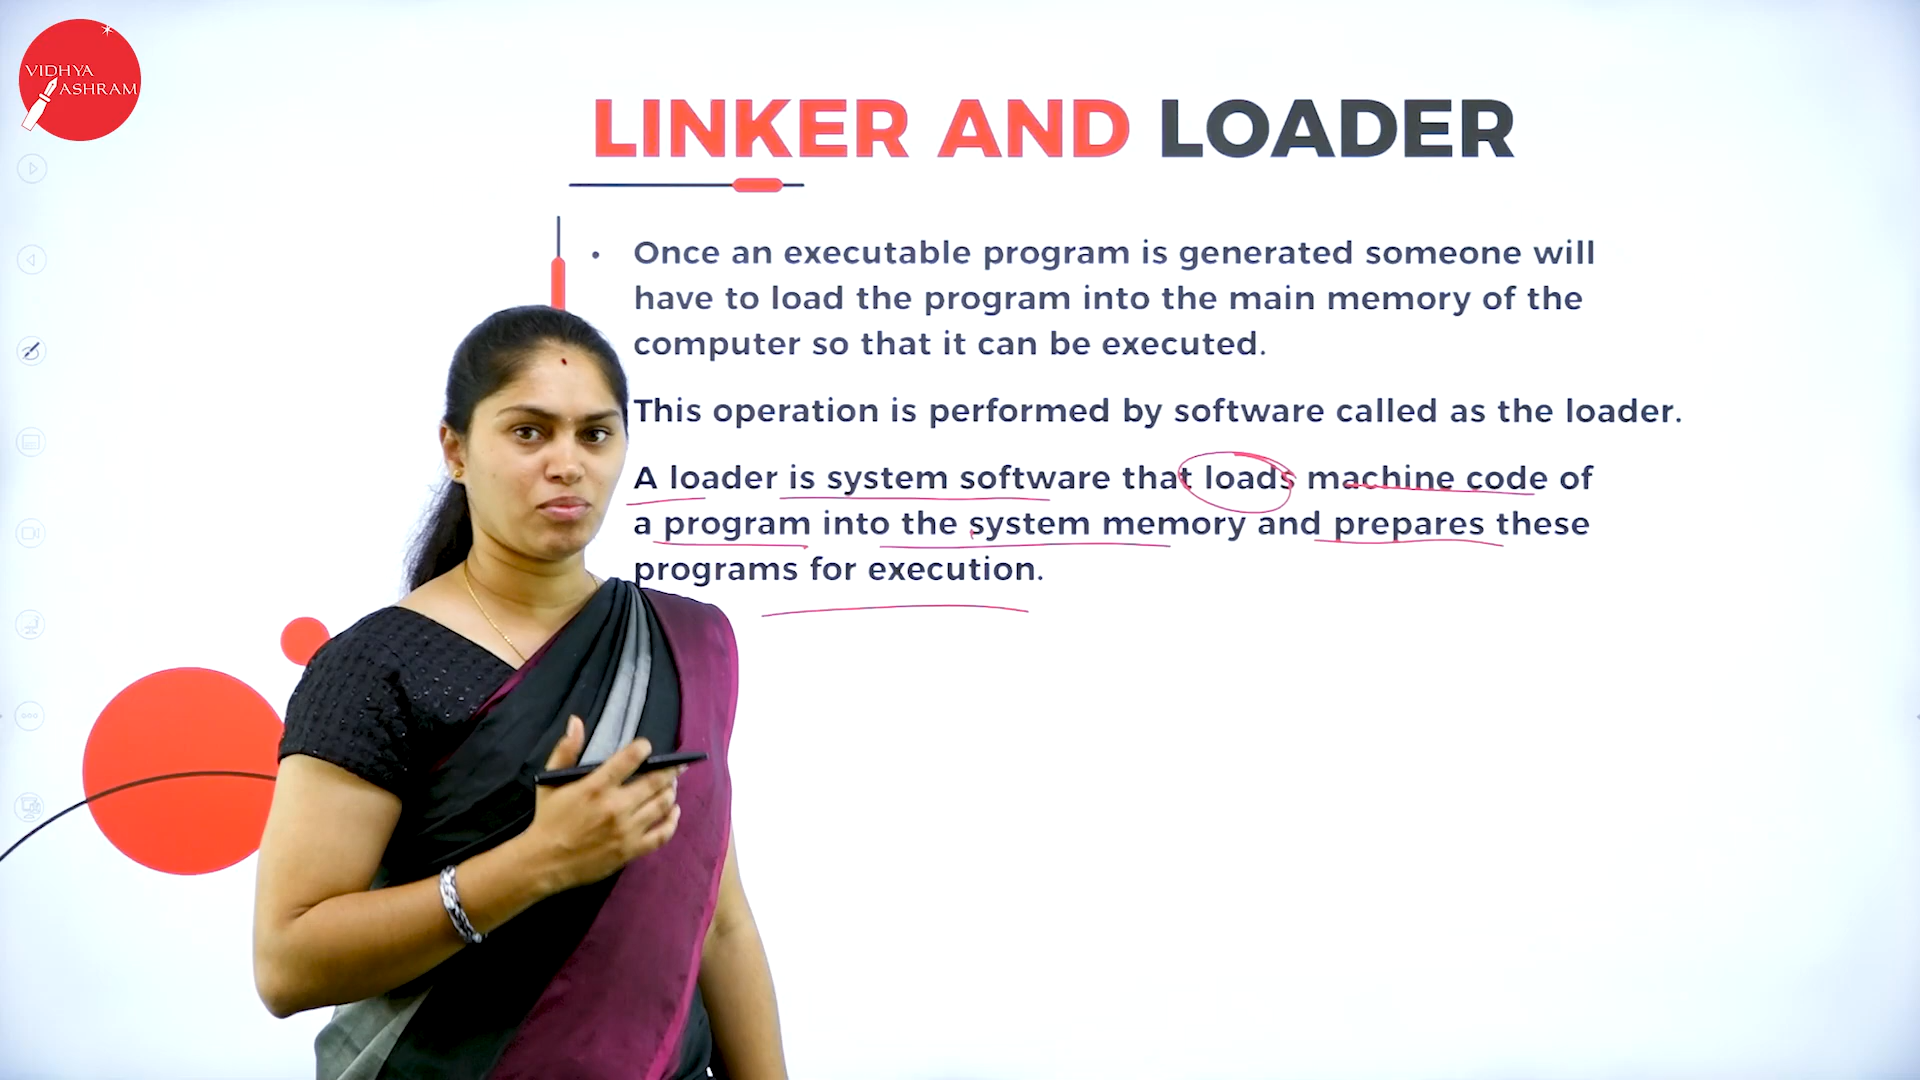 VIDHYA
ASHRAM
LINKER AND LOADER
• Once an executable program is generated someone will
have to load the program into the main memory of the
computer so that it can be executed.
This operation is performed by software called as the loader.
A loader is system software that loads machine code of
a program into the system memory and prepares these
programs for execution.